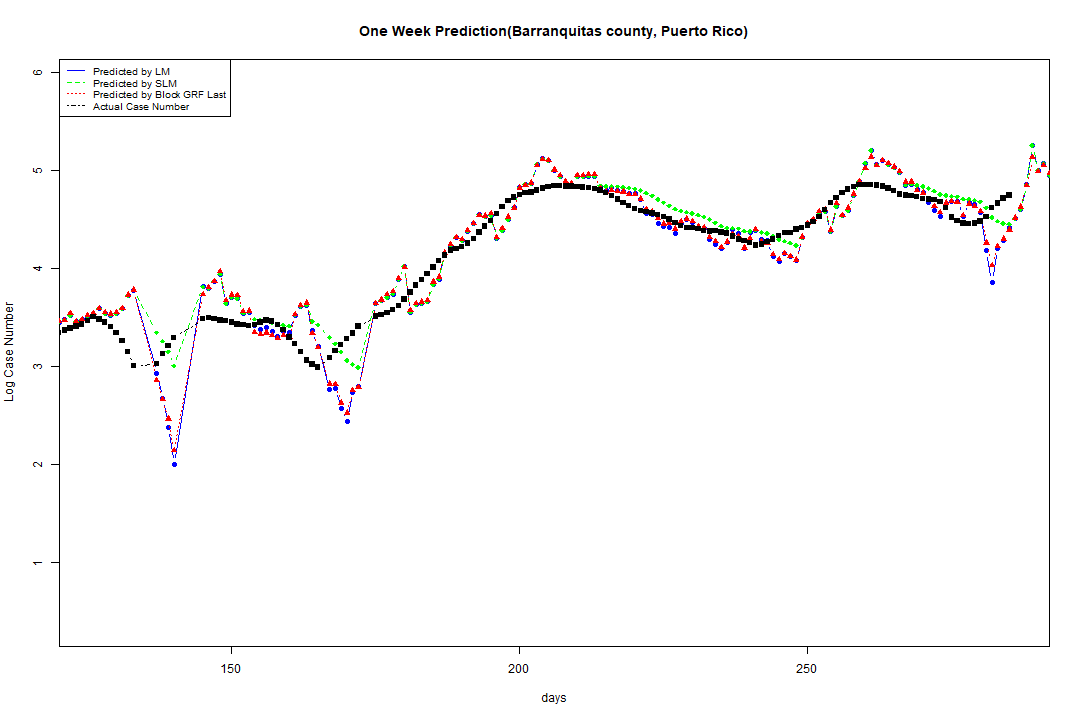 One Week Prediction(Barranquitas county, Puerto Rico)
Predicted by LM
Predicted by SLM
Predicted by Block GRF Last
Actual Case Number
6
5
4
3
2
1
Log Case Number
150
200
250
days